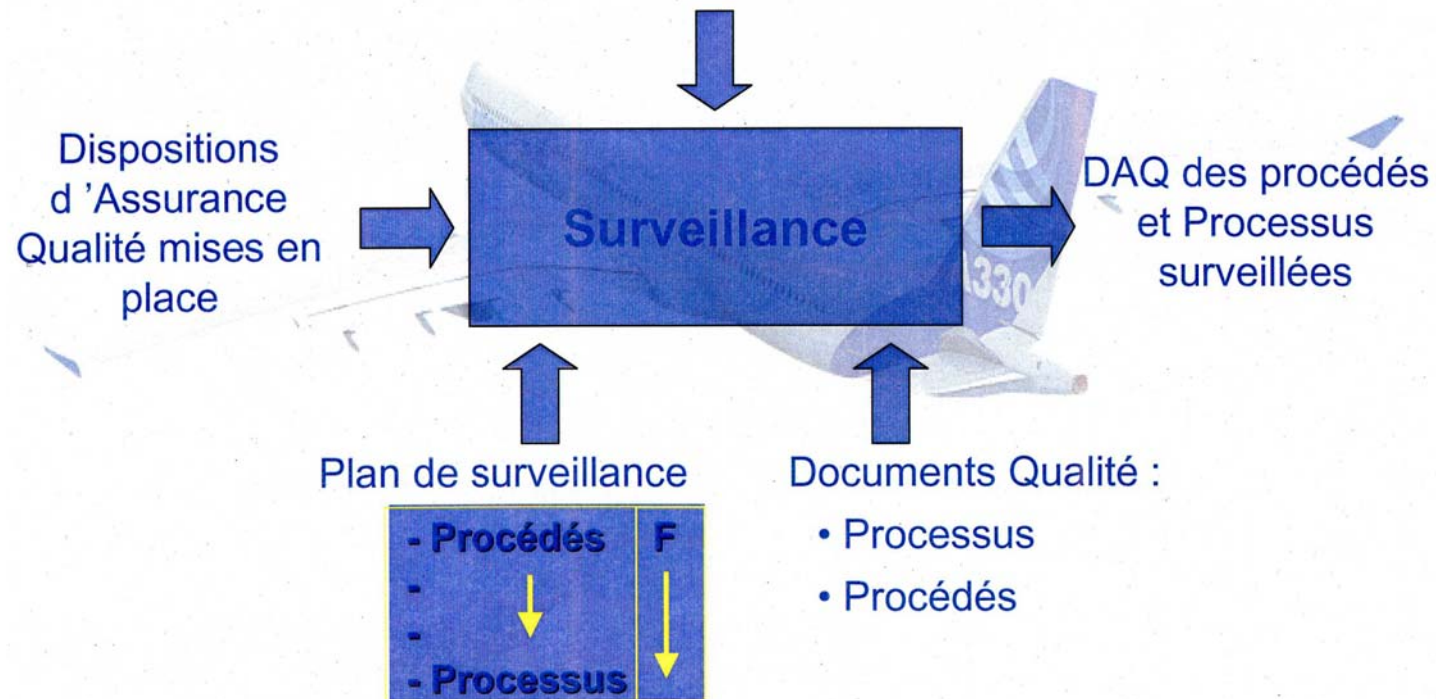 Dispositions
d 'Assurance
Qualité mises en
place
Surveillance
DAQ des procédés
et Processus
surveillées
A330
Plan de surveillance
- Procédés F
-
-
- Processus
Documents Qualité :
• Processus
• Procédés